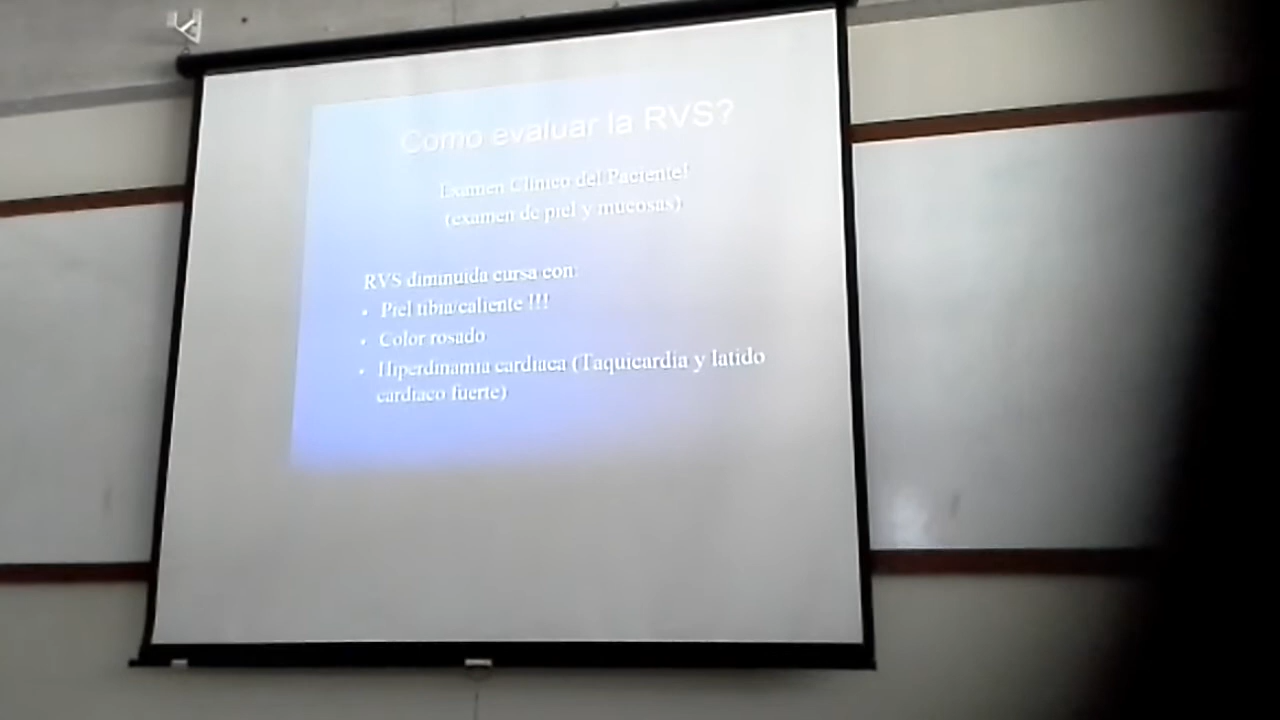 Como evaluar la RVS?
Examen Clinico del Paciente!
(examen de piel y mucosas)
RVS diminuida cursa con:
• Piel tibia/caliente !!!
• Color rosado
• Hiperdinamia cardiaca (Taquicardia y latido
cardiaco fuerte)